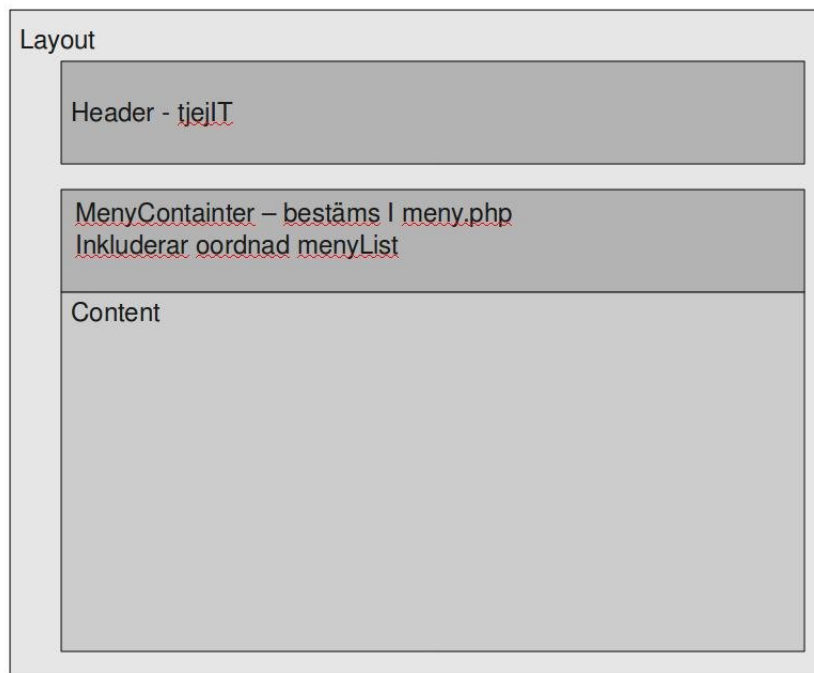 Layout
Header - tjejIT
MenyContainter – bestäms I meny.php
Inkluderar oordnad menyList
Content